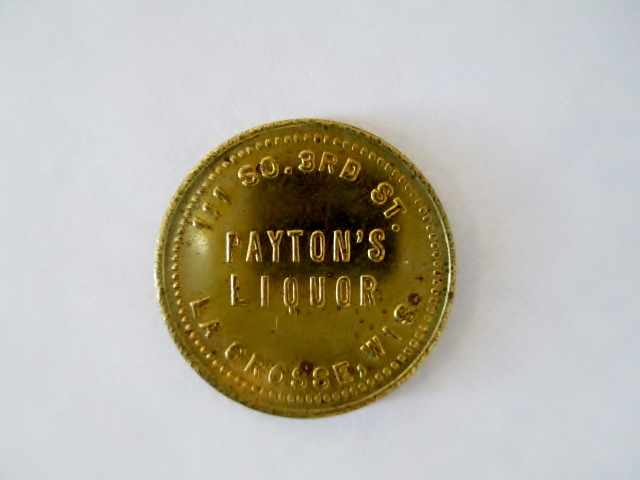 111 SO. 3RD ST.
PAYTON'S
LIQUOR
LA CROSSE, WIS.